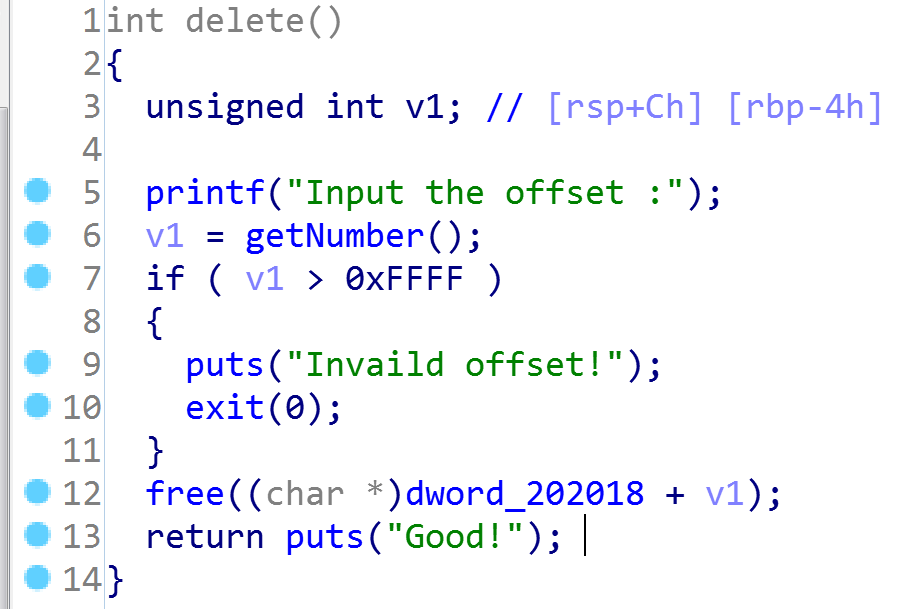 1 int delete()
2 {
3   unsigned int v1; // [rsp+Ch] [rbp-4h]
4
5   printf("Input the offset :");
6   v1 = getNumber();
7   if ( v1 > 0xFFFF )
8   {
9     puts("Invaild offset!");
10     exit(0);
11   }
12   free((char *)dword_202018 + v1);
13   return puts("Good!");
14 }